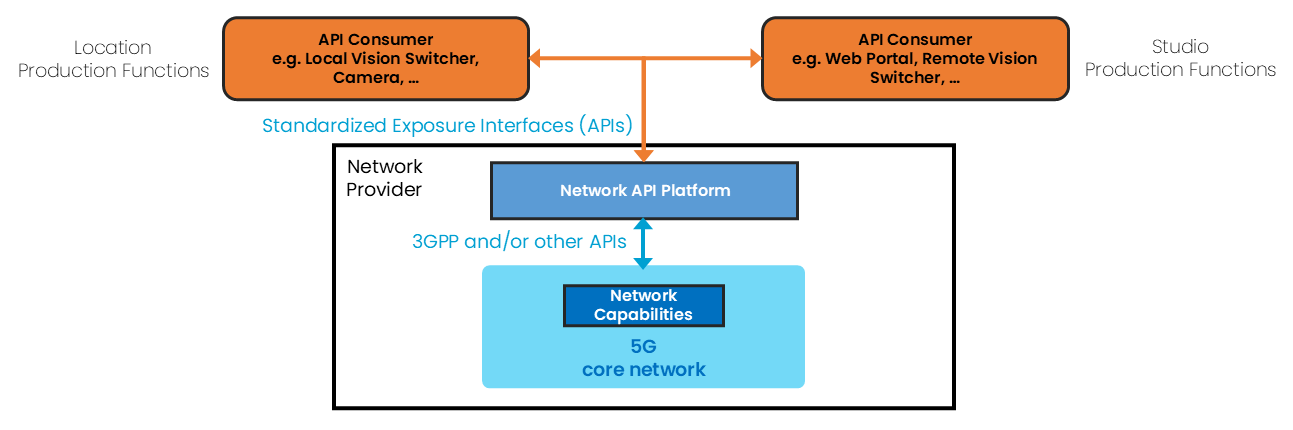 Location
Production Functions
API Consumer
e.g. Local Vision Switcher,
Camera, ...
API Consumer
e.g. Web Portal, Remote Vision
Switcher, ...
Studio
Production Functions
Standardized Exposure Interfaces (APIs)
Network
Provider
Network API Platform
3GPP and/or other APIs
Network
Capabilities
5G
core network